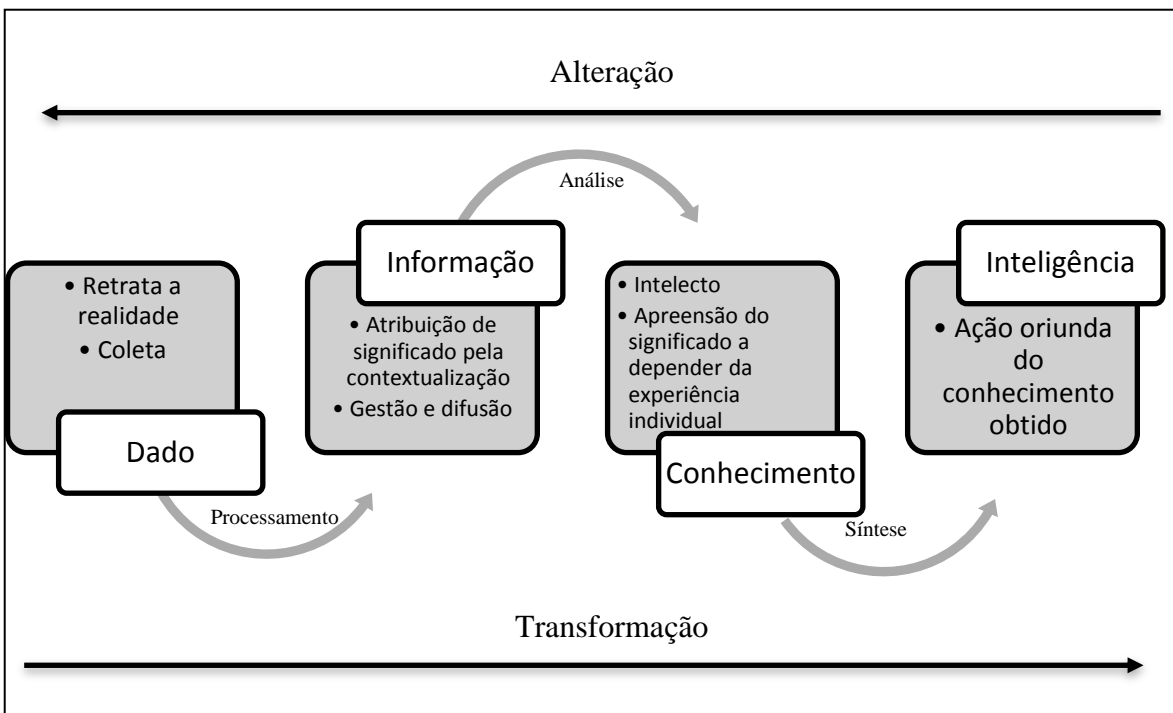 Alteração
Análise
Informação
Inteligência
• Retrata a
realidade
• Coleta
Dado
• Atribuição de
significado pela
contextualização
• Gestão e difusão
• Intelecto
• Apreensão do
significado a
depender da
experiência
individual
Conhecimento
• Ação oriunda
do
conhecimento
obtido
Processamento
Síntese
Transformação